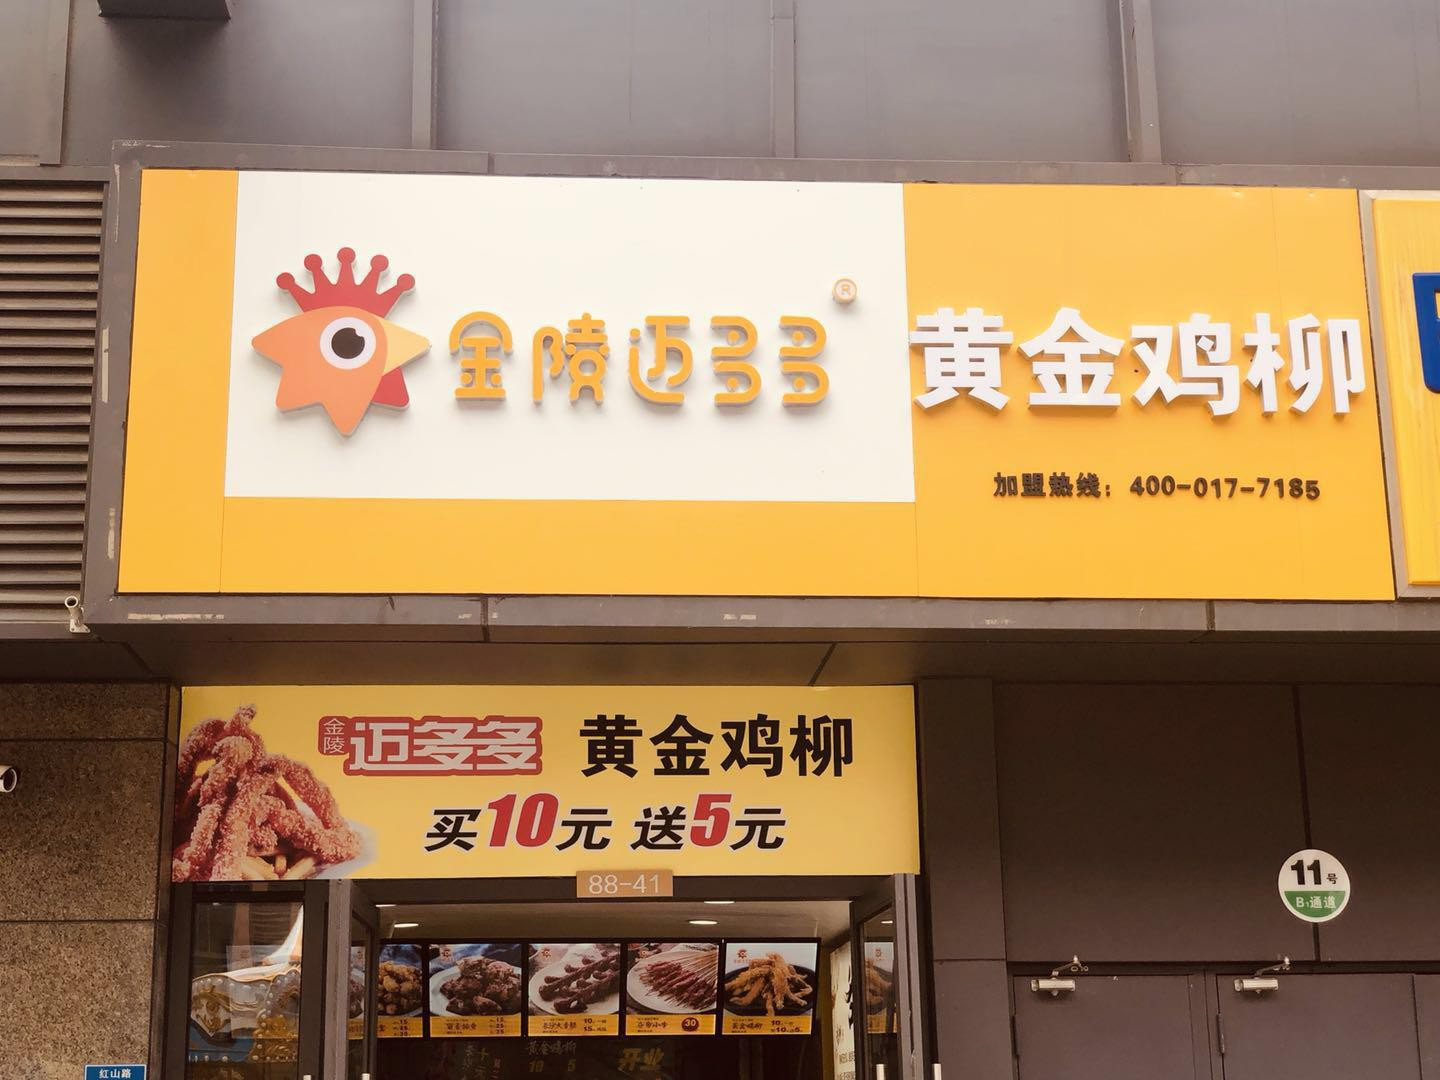 金陵迈多多®
黄金鸡柳
加盟热线：400-017-7185
金陵 迈多多 黄金鸡柳
买10元 送5元
88-41
11号
B1通道
黄金鸡柳
开业
红山路